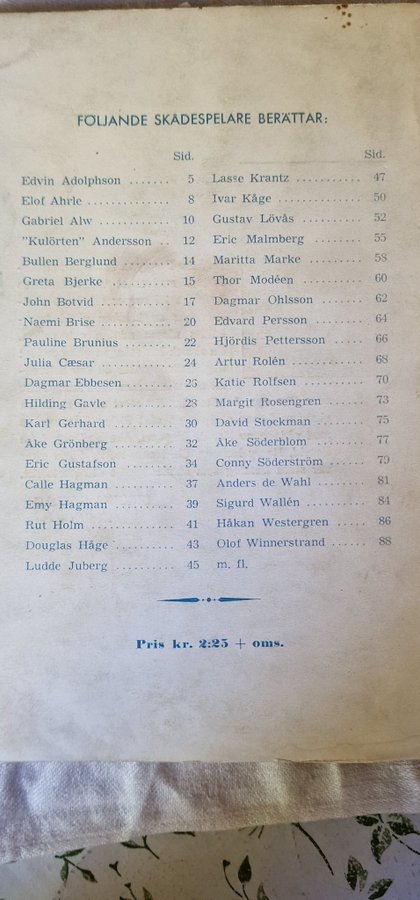 FÖLJANDE SKÅDESPELARE BERÄTTAR:
Sid.
Edvin Adolphson ....... 5
Elof Ahrle ............ 8
Gabriel Alw ........... 10
"Kulörten" Andersson .. 12
Bullen Berglund ....... 14
Greta Bjerke .......... 15
John Botvid ........... 17
Naemi Brise ........... 20
Pauline Brunius ....... 22
Julia Cæsar ........... 24
Dagmar Ebbesen ........ 26
Hilding Gavle ......... 28
Karl Gerhard .......... 30
Åke Grönberg .......... 32
Eric Gustafson ........ 34
Calle Hagman .......... 37
Emy Hagman ............ 39
Rut Holm .............. 41
Douglas Håge .......... 43
Ludde Juberg .......... 45
Sid.
Lasse Krantz .......... 47
Ivar Kåge ............. 50
Gustav Lövås .......... 52
Eric Malmberg ......... 55
Maritta Marke ......... 58
Thor Modéen ........... 60
Dagmar Ohlsson ........ 62
Edvard Persson ........ 64
Hjördis Pettersson .... 66
Artur Rolén ........... 68
Katie Rolfsen ......... 70
Margit Rosengren ...... 73
David Stockman ........ 75
Åke Söderblom ......... 77
Conny Söderström ...... 79
Anders de Wahl ........ 81
Sigurd Wallén ......... 84
Håkan Westergren ...... 86
Olof Winnerstrand ..... 88
m. fl.
Pris kr. 2:25 + oms.